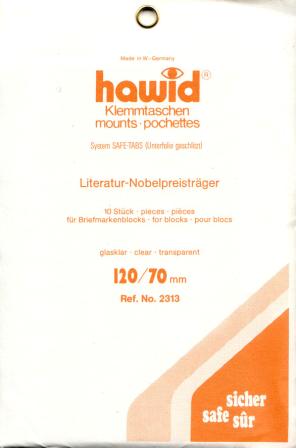 Made in W.-Germany
hawid®
Klemmtaschen
mounts · pochettes
System SAFE-TABS (Unterfolie geschlitzt)
Literatur-Nobelpreisträger
10 Stück · pieces · pièces
für Briefmarkenblocks · for blocks · pour blocs
glasklar · clear · transparent
120/70 mm
Ref. No. 2313
sicher
safe sûr